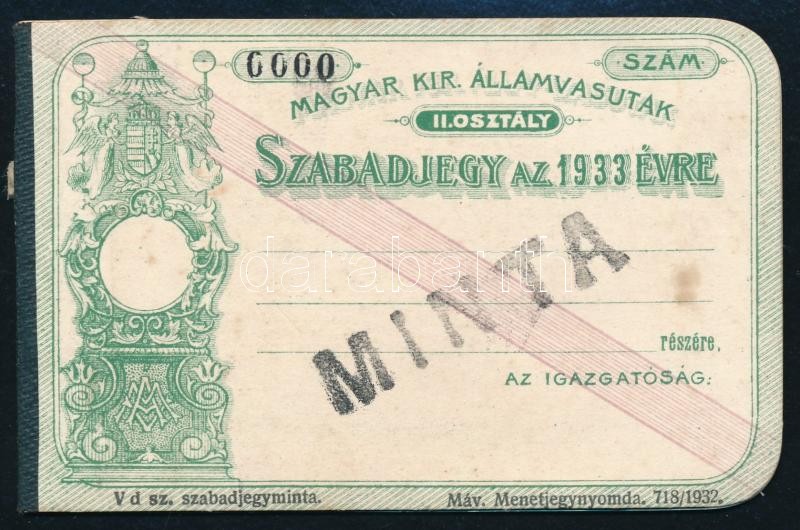 0000 SZÁM
MAGYAR KIR. ÁLLAMVASUTAK
II. OSZTÁLY
SZABADJEGY AZ 1933 ÉVRE
MINTA
darabanth
részére,
AZ IGAZGATÓSÁG:
V d sz. szabadjegyminta.
Máv. Menetjegynyomda. 718/1932.